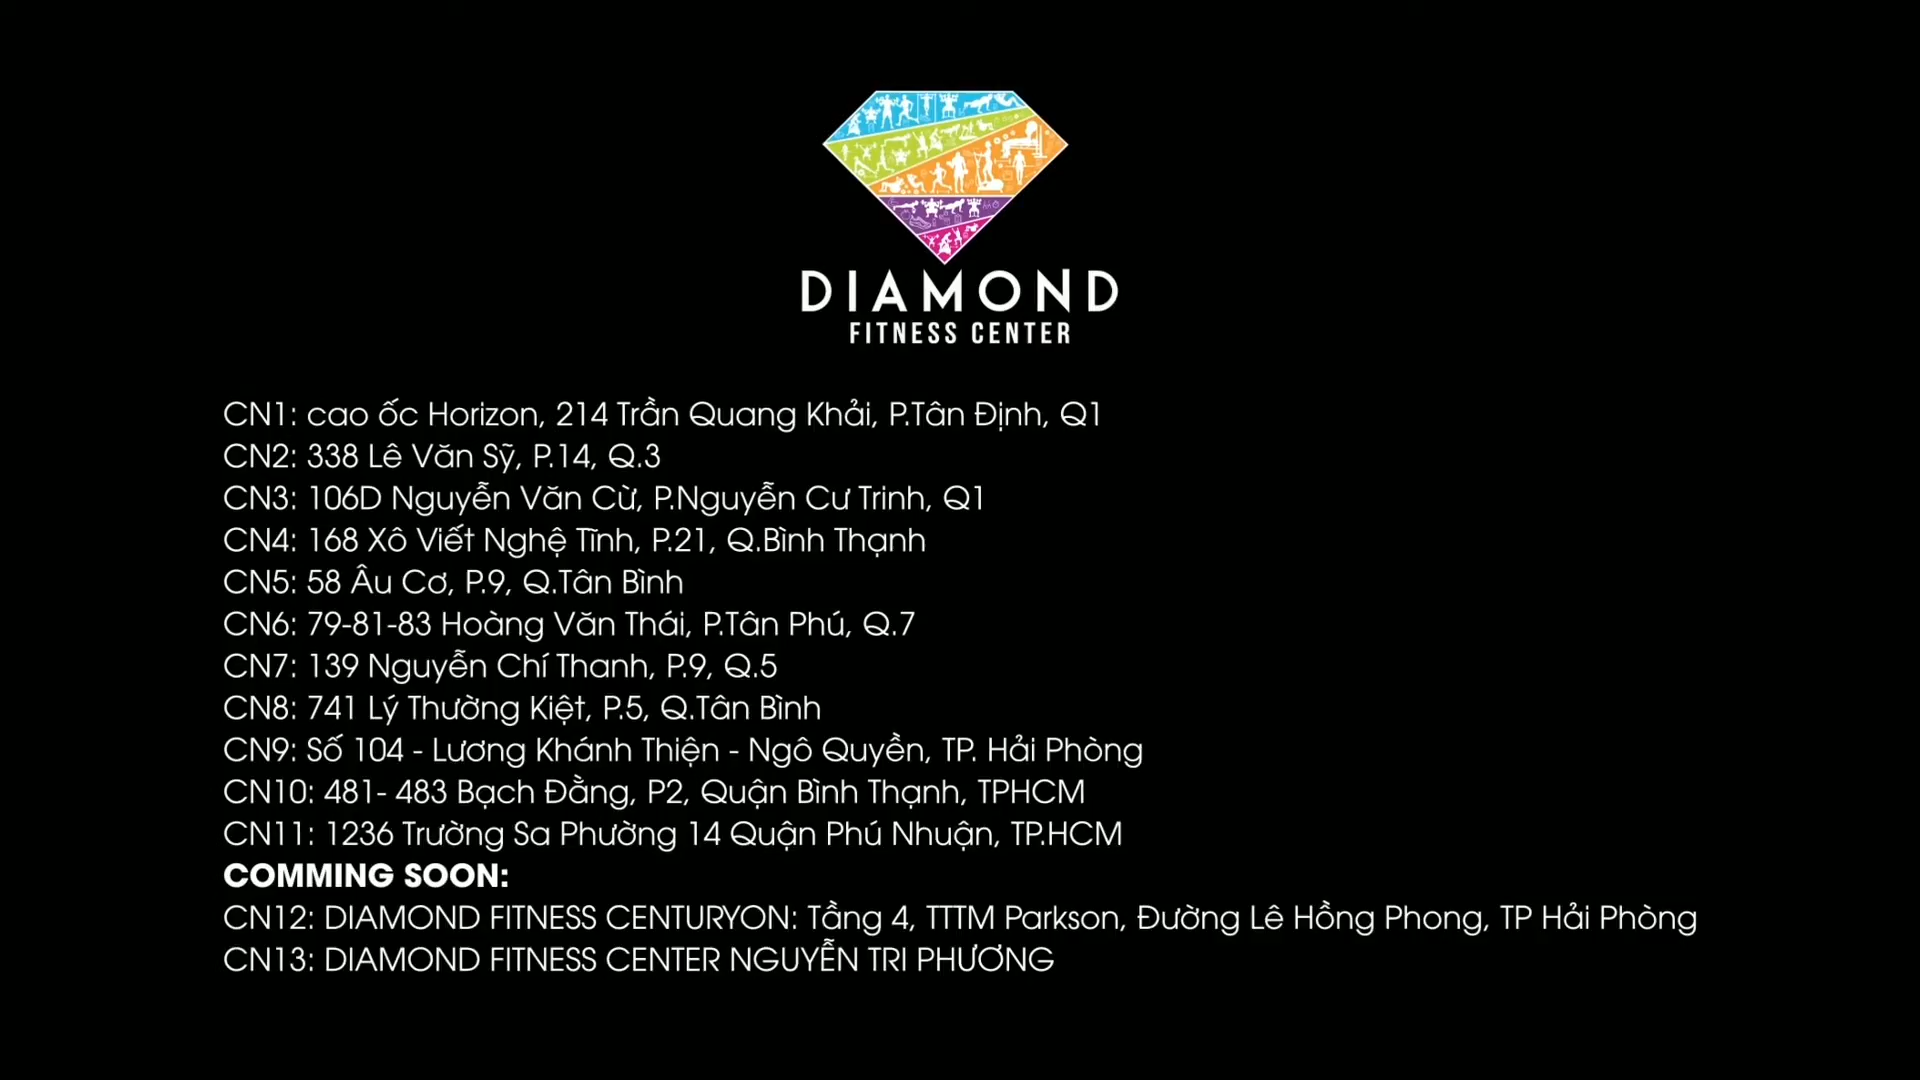 DIAMOND
FITNESS CENTER
CN1: cao ốc Horizon, 214 Trần Quang Khải, P.Tân Định, Q1
CN2: 338 Lê Văn Sỹ, P.14, Q.3
CN3: 106D Nguyễn Văn Cừ, P.Nguyễn Cư Trinh, Q1
CN4: 168 Xô Viết Nghệ Tĩnh, P.21, Q.Bình Thạnh
CN5: 58 Âu Cơ, P.9, Q.Tân Bình
CN6: 79-81-83 Hoàng Văn Thái, P.Tân Phú, Q.7
CN7: 139 Nguyễn Chí Thanh, P.9, Q.5
CN8: 741 Lý Thường Kiệt, P.5, Q.Tân Bình
CN9: Số 104 - Lương Khánh Thiện - Ngô Quyền, TP. Hải Phòng
CN10: 481- 483 Bạch Đằng, P2, Quận Bình Thạnh, TPHCM
CN11: 1236 Trường Sa Phường 14 Quận Phú Nhuận, TP.HCM
COMMING SOON:
CN12: DIAMOND FITNESS CENTURYON: Tầng 4, TTTM Parkson, Đường Lê Hồng Phong, TP Hải Phòng
CN13: DIAMOND FITNESS CENTER NGUYỄN TRI PHƯƠNG